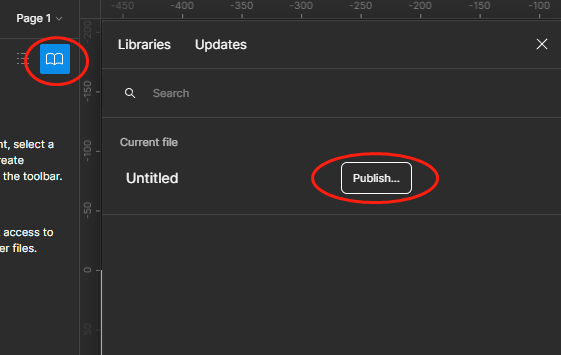 Page 1
-450 -400 -350 -300 -250 -200 -150 -100
Libraries Updates
Search
-150
nt, select a
reate
the toolbar.
Current file
-100
Untitled Publish...
-50
access to
er files.
0
50